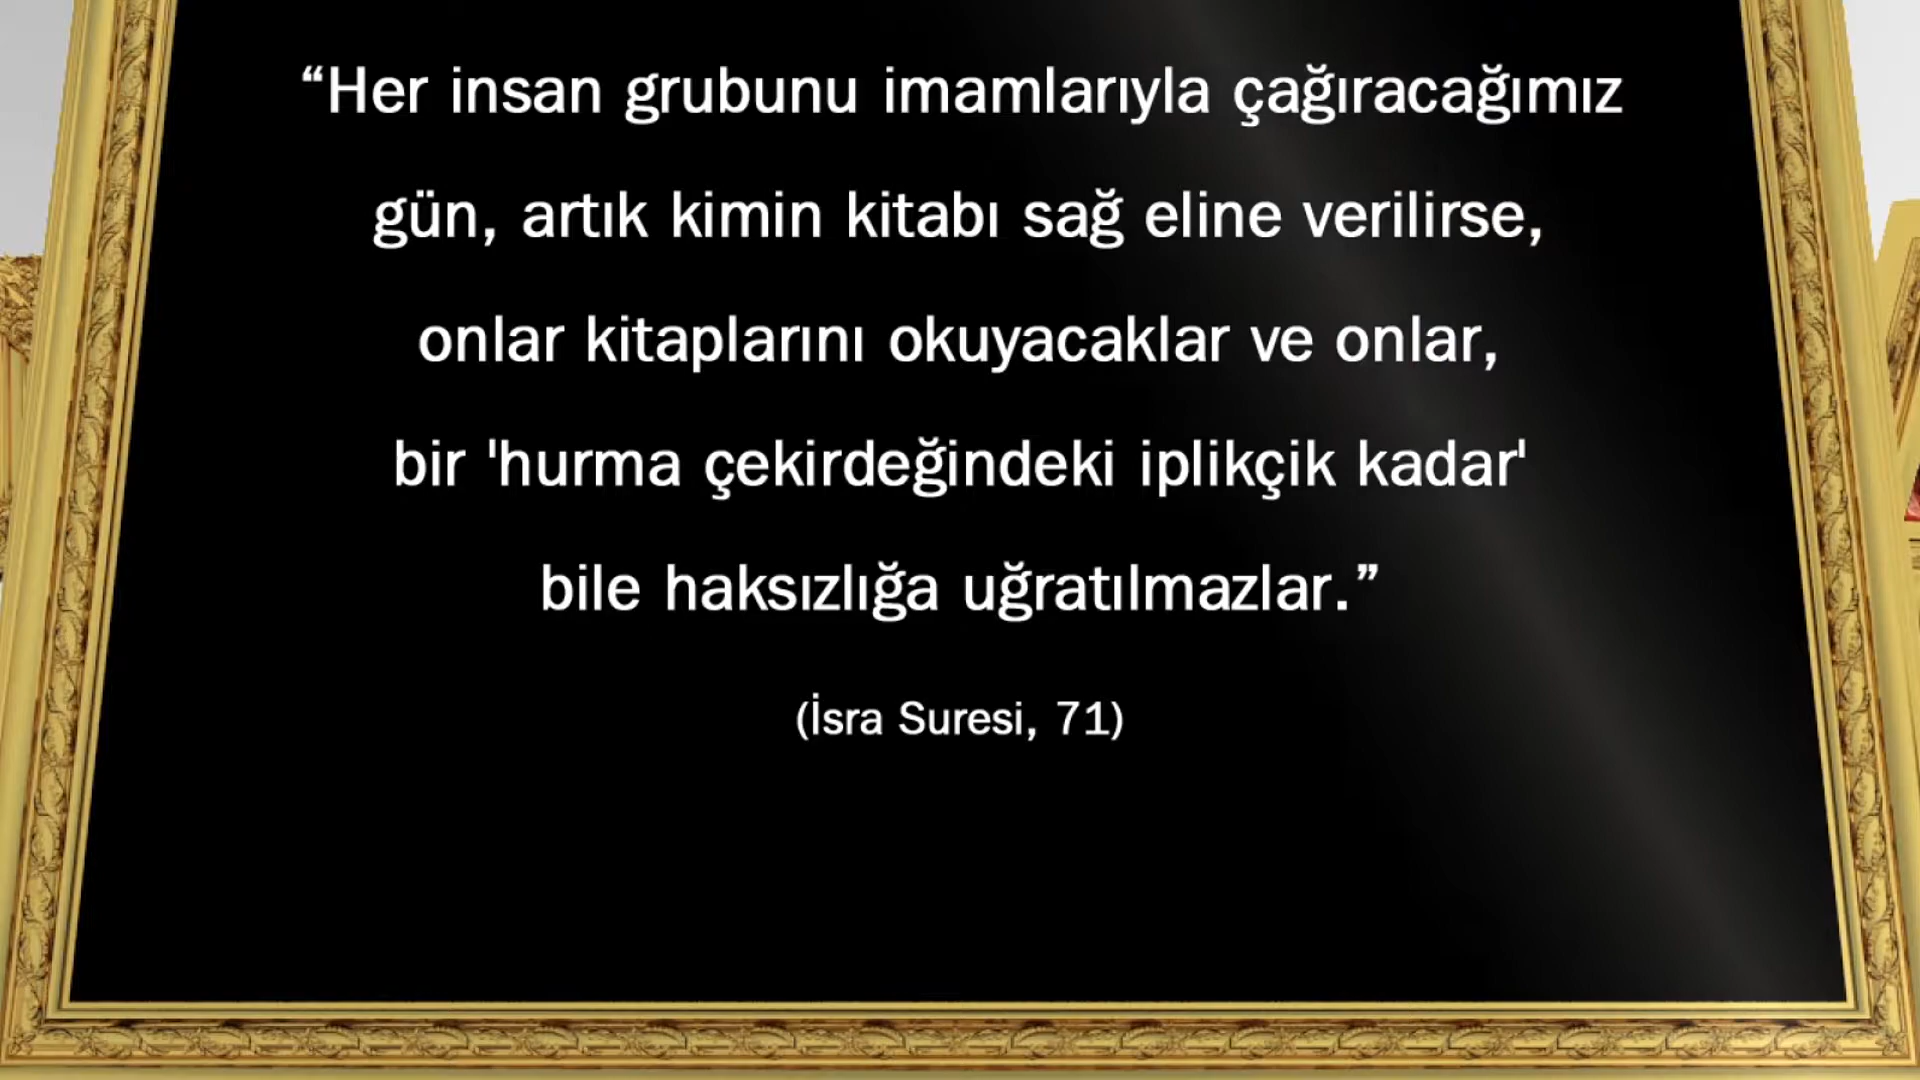 “Her insan grubunu imamlarıyla çağıracağımız
gün, artık kimin kitabı sağ eline verilirse,
onlar kitaplarını okuyacaklar ve onlar,
bir 'hurma çekirdeğindeki iplikçik kadar'
bile haksızlığa uğratılmazlar.”
(İsra Suresi, 71)